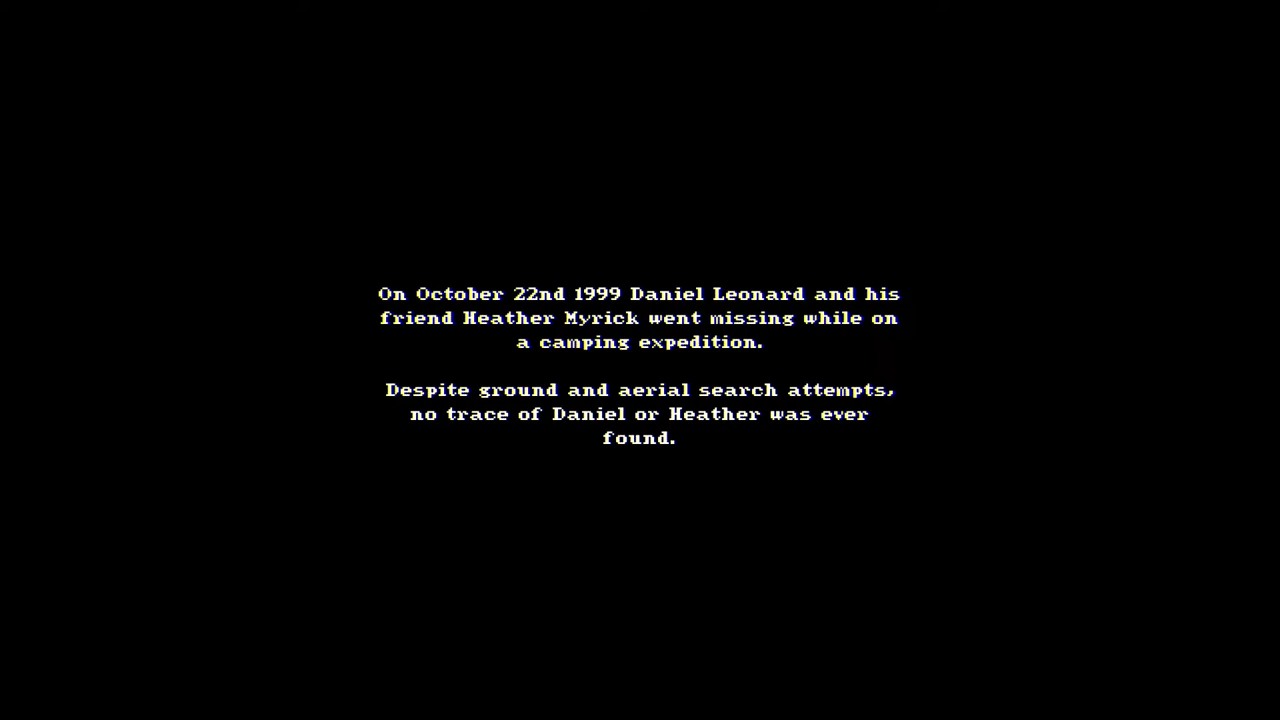 On October 22nd 1999 Daniel Leonard and his
friend Heather Myrick went missing while on
a camping expedition.
Despite ground and aerial search attempts,
no trace of Daniel or Heather was ever
found.